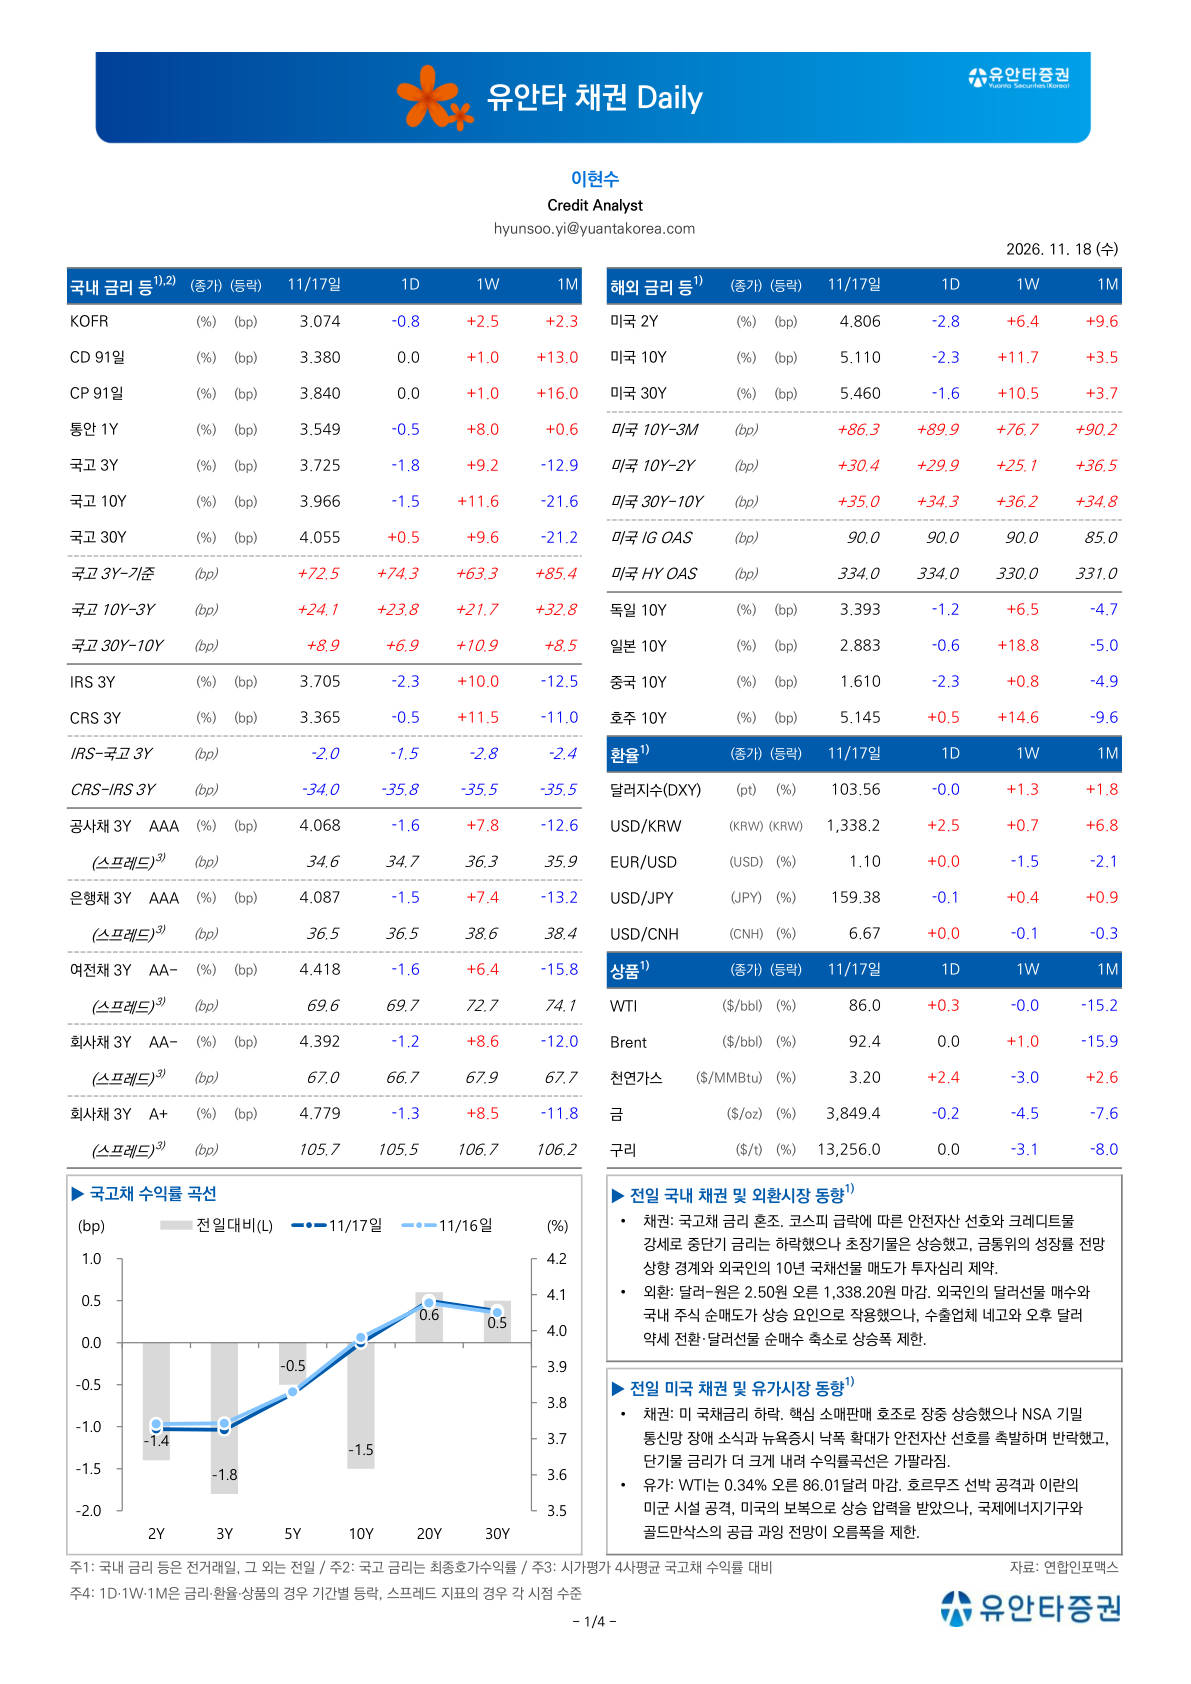 유안타 채권 Daily
유안타증권
Yuanta Securities (Korea)
이현수
Credit Analyst
hyunsoo.yi@yuantakorea.com
2026. 11. 18 (수)
국내 금리 등1),2) (종가) (등락) 11/17일 1D 1W 1M
KOFR (%) (bp) 3.074 -0.8 +2.5 +2.3
CD 91일 (%) (bp) 3.380 0.0 +1.0 +13.0
CP 91일 (%) (bp) 3.840 0.0 +1.0 +16.0
통안 1Y (%) (bp) 3.549 -0.5 +8.0 +0.6
국고 3Y (%) (bp) 3.725 -1.8 +9.2 -12.9
국고 10Y (%) (bp) 3.966 -1.5 +11.6 -21.6
국고 30Y (%) (bp) 4.055 +0.5 +9.6 -21.2
국고 3Y-기준 (bp) +72.5 +74.3 +63.3 +85.4
국고 10Y-3Y (bp) +24.1 +23.8 +21.7 +32.8
국고 30Y-10Y (bp) +8.9 +6.9 +10.9 +8.5
IRS 3Y (%) (bp) 3.705 -2.3 +10.0 -12.5
CRS 3Y (%) (bp) 3.365 -0.5 +11.5 -11.0
IRS-국고 3Y (bp) -2.0 -1.5 -2.8 -2.4
CRS-IRS 3Y (bp) -34.0 -35.8 -35.5 -35.5
공사채 3Y AAA (%) (bp) 4.068 -1.6 +7.8 -12.6
(스프레드)3) (bp) 34.6 34.7 36.3 35.9
은행채 3Y AAA (%) (bp) 4.087 -1.5 +7.4 -13.2
(스프레드)3) (bp) 36.5 36.5 38.6 38.4
여전채 3Y AA- (%) (bp) 4.418 -1.6 +6.4 -15.8
(스프레드)3) (bp) 69.6 69.7 72.7 74.1
회사채 3Y AA- (%) (bp) 4.392 -1.2 +8.6 -12.0
(스프레드)3) (bp) 67.0 66.7 67.9 67.7
회사채 3Y A+ (%) (bp) 4.779 -1.3 +8.5 -11.8
(스프레드)3) (bp) 105.7 105.5 106.7 106.2
해외 금리 등1) (종가) (등락) 11/17일 1D 1W 1M
미국 2Y (%) (bp) 4.806 -2.8 +6.4 +9.6
미국 10Y (%) (bp) 5.110 -2.3 +11.7 +3.5
미국 30Y (%) (bp) 5.460 -1.6 +10.5 +3.7
미국 10Y-3M (bp) +86.3 +89.9 +76.7 +90.2
미국 10Y-2Y (bp) +30.4 +29.9 +25.1 +36.5
미국 30Y-10Y (bp) +35.0 +34.3 +36.2 +34.8
미국 IG OAS (bp) 90.0 90.0 90.0 85.0
미국 HY OAS (bp) 334.0 334.0 330.0 331.0
독일 10Y (%) (bp) 3.393 -1.2 +6.5 -4.7
일본 10Y (%) (bp) 2.883 -0.6 +18.8 -5.0
중국 10Y (%) (bp) 1.610 -2.3 +0.8 -4.9
호주 10Y (%) (bp) 5.145 +0.5 +14.6 -9.6
환율1) (종가) (등락) 11/17일 1D 1W 1M
달러지수(DXY) (pt) (%) 103.56 -0.0 +1.3 +1.8
USD/KRW (KRW) (KRW) 1,338.2 +2.5 +0.7 +6.8
EUR/USD (USD) (%) 1.10 +0.0 -1.5 -2.1
USD/JPY (JPY) (%) 159.38 -0.1 +0.4 +0.9
USD/CNH (CNH) (%) 6.67 +0.0 -0.1 -0.3
상품1) (종가) (등락) 11/17일 1D 1W 1M
WTI ($/bbl) (%) 86.0 +0.3 -0.0 -15.2
Brent ($/bbl) (%) 92.4 0.0 +1.0 -15.9
천연가스 ($/MMBtu) (%) 3.20 +2.4 -3.0 +2.6
금 ($/oz) (%) 3,849.4 -0.2 -4.5 -7.6
구리 ($/t) (%) 13,256.0 0.0 -3.1 -8.0
▶ 국고채 수익률 곡선
(bp) 전일대비(L) 11/17일 11/16일 (%)
1.0 4.2
0.5 4.1
0.0 4.0
-0.5 3.9
-1.0 3.8
-1.5 3.7
-2.0 3.6
3.5
-1.4 -1.8 -0.5 -1.5 0.6 0.5
2Y 3Y 5Y 10Y 20Y 30Y
▶ 전일 국내 채권 및 외환시장 동향1)
• 채권: 국고채 금리 혼조. 코스피 급락에 따른 안전자산 선호와 크레디트물
강세로 중단기 금리는 하락했으나 초장기물은 상승했고, 금통위의 성장률 전망
상향 경계와 외국인의 10년 국채선물 매도가 투자심리 제약.
• 외환: 달러-원은 2.50원 오른 1,338.20원 마감. 외국인의 달러선물 매수와
국내 주식 순매도가 상승 요인으로 작용했으나, 수출업체 네고와 오후 달러
약세 전환·달러선물 순매수 축소로 상승폭 제한.
▶ 전일 미국 채권 및 유가시장 동향1)
• 채권: 미 국채금리 하락. 핵심 소매판매 호조로 장중 상승했으나 NSA 기밀
통신망 장애 소식과 뉴욕증시 낙폭 확대가 안전자산 선호를 촉발하며 반락했고,
단기물 금리가 더 크게 내려 수익률곡선은 가팔라짐.
• 유가: WTI는 0.34% 오른 86.01달러 마감. 호르무즈 선박 공격과 이란의
미군 시설 공격, 미국의 보복으로 상승 압력을 받았으나, 국제에너지기구와
골드만삭스의 공급 과잉 전망이 오름폭을 제한.
주1: 국내 금리 등은 전거래일, 그 외는 전일 / 주2: 국고 금리는 최종호가수익률 / 주3: 시가평가 4사평균 국고채 수익률 대비
자료: 연합인포맥스
주4: 1D·1W·1M은 금리·환율·상품의 경우 기간별 등락, 스프레드 지표의 경우 각 시점 수준
- 1/4 -
유안타증권